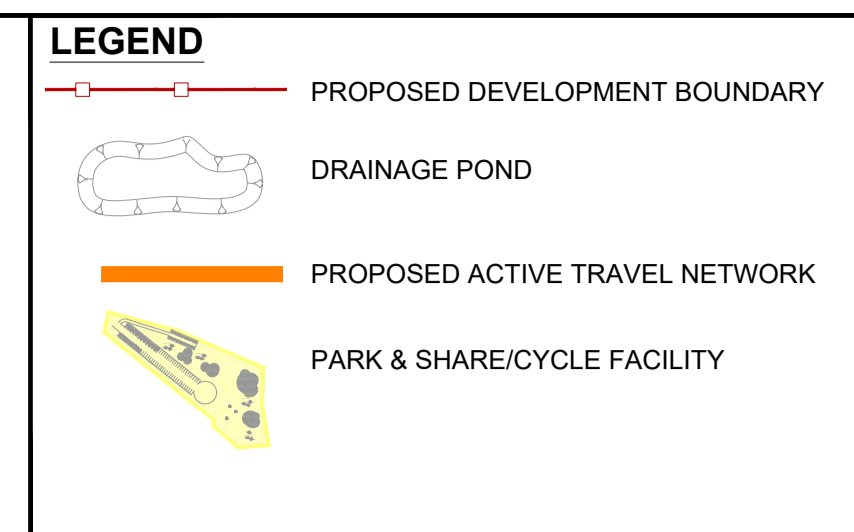 LEGEND
PROPOSED DEVELOPMENT BOUNDARY
DRAINAGE POND
PROPOSED ACTIVE TRAVEL NETWORK
PARK & SHARE/CYCLE FACILITY